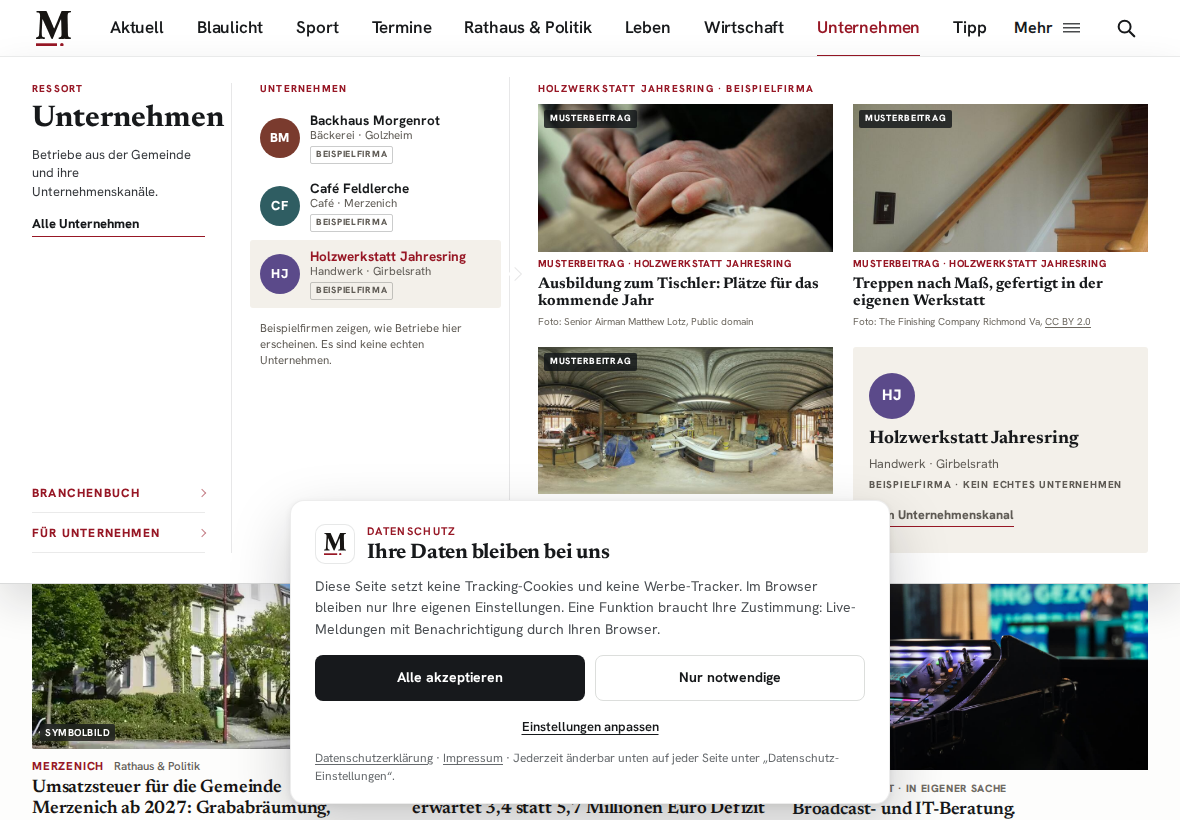 M
Aktuell
Blaulicht
Sport
Termine
Rathaus & Politik
Leben
Wirtschaft
Unternehmen
Tipp
Mehr
RESSORT
Unternehmen
Betriebe aus der Gemeinde
und ihre
Unternehmenskanäle.
Alle Unternehmen
BRANCHENBUCH
FÜR UNTERNEHMEN
UNTERNEHMEN
BM
Backhaus Morgenrot
Bäckerei · Golzheim
BEISPIELFIRMA
CF
Café Feldlerche
Café · Merzenich
BEISPIELFIRMA
HJ
Holzwerkstatt Jahresring
Handwerk · Girbelsrath
BEISPIELFIRMA
Beispielfirmen zeigen, wie Betriebe hier
erscheinen. Es sind keine echten
Unternehmen.
HOLZWERKSTATT JAHRESRING · BEISPIELFIRMA
MUSTERBEITRAG
MUSTERBEITRAG · HOLZWERKSTATT JAHRESRING
Ausbildung zum Tischler: Plätze für das
kommende Jahr
Foto: Senior Airman Matthew Lotz, Public domain
MUSTERBEITRAG
MUSTERBEITRAG · HOLZWERKSTATT JAHRESRING
Treppen nach Maß, gefertigt in der
eigenen Werkstatt
Foto: The Finishing Company Richmond Va, CC BY 2.0
MUSTERBEITRAG
HJ
Holzwerkstatt Jahresring
Handwerk · Girbelsrath
BEISPIELFIRMA · KEIN ECHTES UNTERNEHMEN
Unternehmenskanal
M
DATENSCHUTZ
Ihre Daten bleiben bei uns
Diese Seite setzt keine Tracking-Cookies und keine Werbe-Tracker. Im Browser
bleiben nur Ihre eigenen Einstellungen. Eine Funktion braucht Ihre Zustimmung: Live-
Meldungen mit Benachrichtigung durch Ihren Browser.
Alle akzeptieren
Nur notwendige
Einstellungen anpassen
Datenschutzerklärung · Impressum · Jederzeit änderbar unten auf jeder Seite unter „Datenschutz-
Einstellungen“.
SYMBOLBILD
MERZENICH Rathaus & Politik
Umsatzsteuer für die Gemeinde
Merzenich ab 2027: Grababräumung,
erwartet 3,4 statt 5,7 Millionen Euro Defizit
· IN EIGENER SACHE
Broadcast- und IT-Beratung.